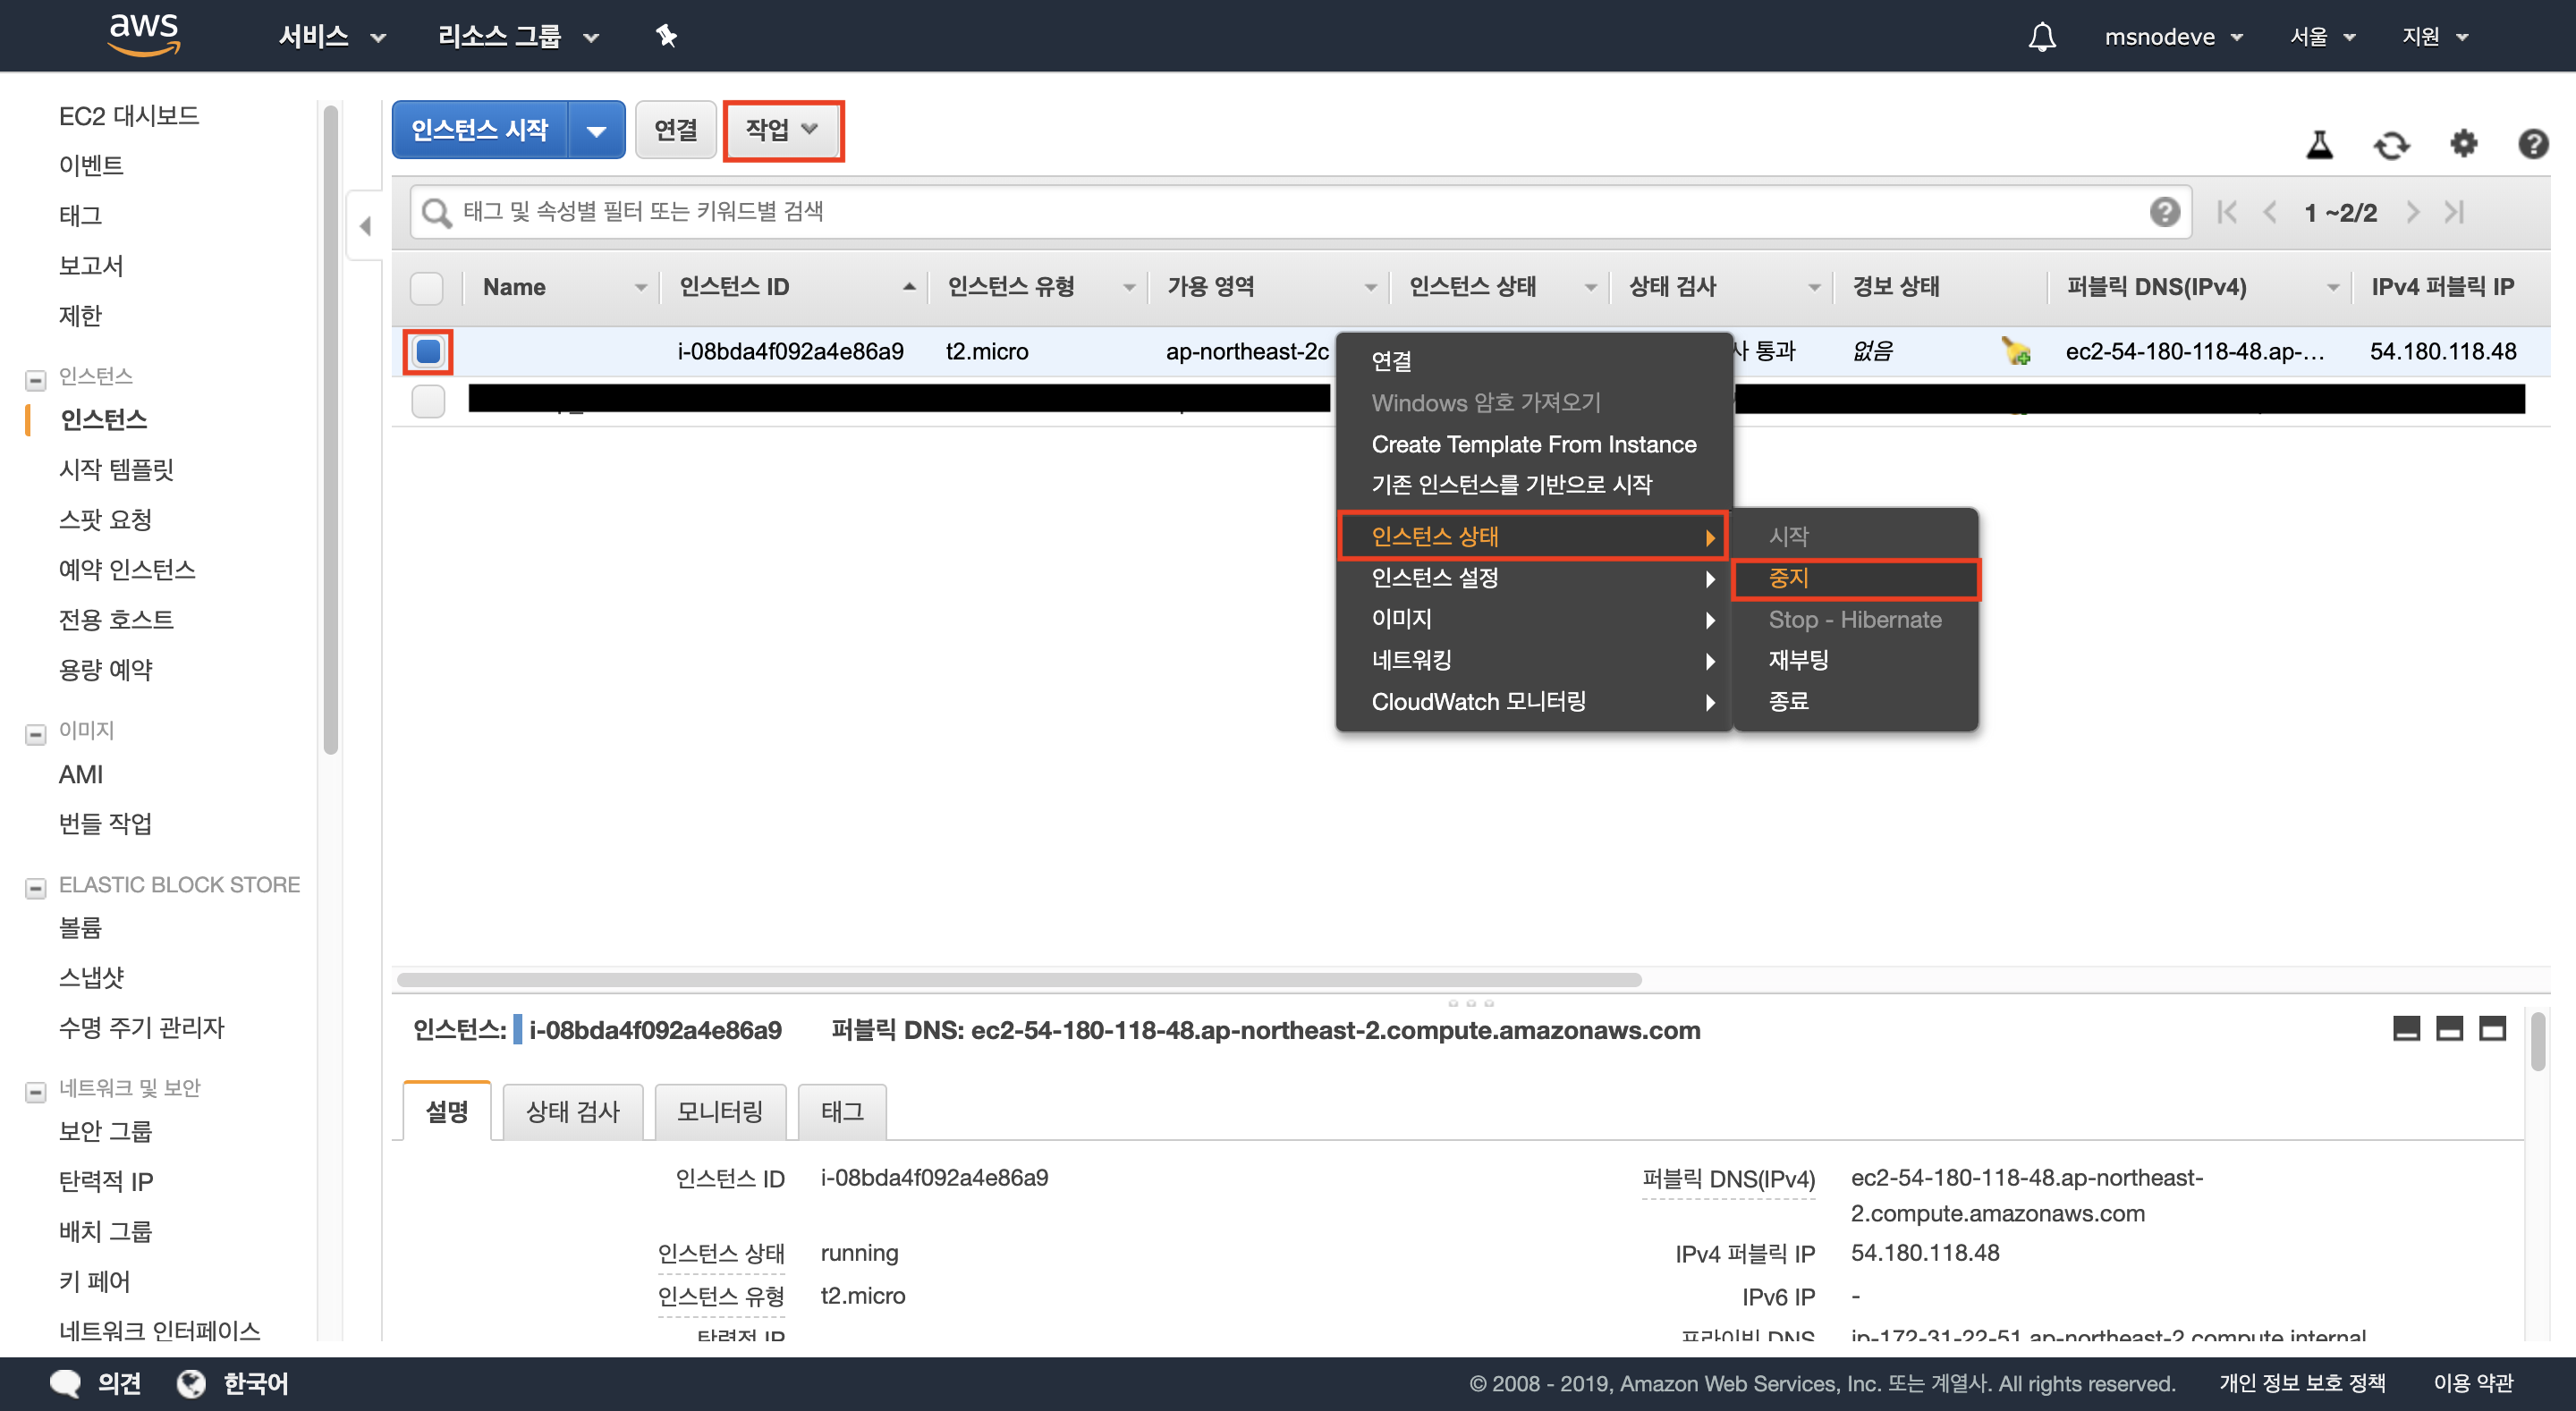 aws 서비스 리소스 그룹 msnodeve 서울 지원
EC2 대시보드
이벤트
태그
보고서
제한
인스턴스
인스턴스
시작 템플릿
스팟 요청
예약 인스턴스
전용 호스트
용량 예약
이미지
AMI
번들 작업
ELASTIC BLOCK STORE
볼륨
스냅샷
수명 주기 관리자
네트워크 및 보안
보안 그룹
탄력적 IP
배치 그룹
키 페어
네트워크 인터페이스
인스턴스 시작 연결 작업
태그 및 속성별 필터 또는 키워드별 검색 1 ~2/2
Name 인스턴스 ID 인스턴스 유형 가용 영역 인스턴스 상태 상태 검사 경보 상태 퍼블릭 DNS(IPv4) IPv4 퍼블릭 IP
i-08bda4f092a4e86a9 t2.micro ap-northeast-2c 통과 없음 ec2-54-180-118-48.ap-... 54.180.118.48
연결
Windows 암호 가져오기
Create Template From Instance
기존 인스턴스를 기반으로 시작
인스턴스 상태
인스턴스 설정
이미지
네트워킹
CloudWatch 모니터링
시작
중지
Stop - Hibernate
재부팅
종료
인스턴스: i-08bda4f092a4e86a9 퍼블릭 DNS: ec2-54-180-118-48.ap-northeast-2.compute.amazonaws.com
설명 상태 검사 모니터링 태그
인스턴스 ID i-08bda4f092a4e86a9
인스턴스 상태 running
인스턴스 유형 t2.micro
탄력적 IP
퍼블릭 DNS(IPv4) ec2-54-180-118-48.ap-northeast-
2.compute.amazonaws.com
IPv4 퍼블릭 IP 54.180.118.48
IPv6 IP -
프라이빗 DNS ip-172-31-22-51.ap-northeast-2.compute.internal
의견 한국어 © 2008 - 2019, Amazon Web Services, Inc. 또는 계열사. All rights reserved. 개인 정보 보호 정책 이용 약관